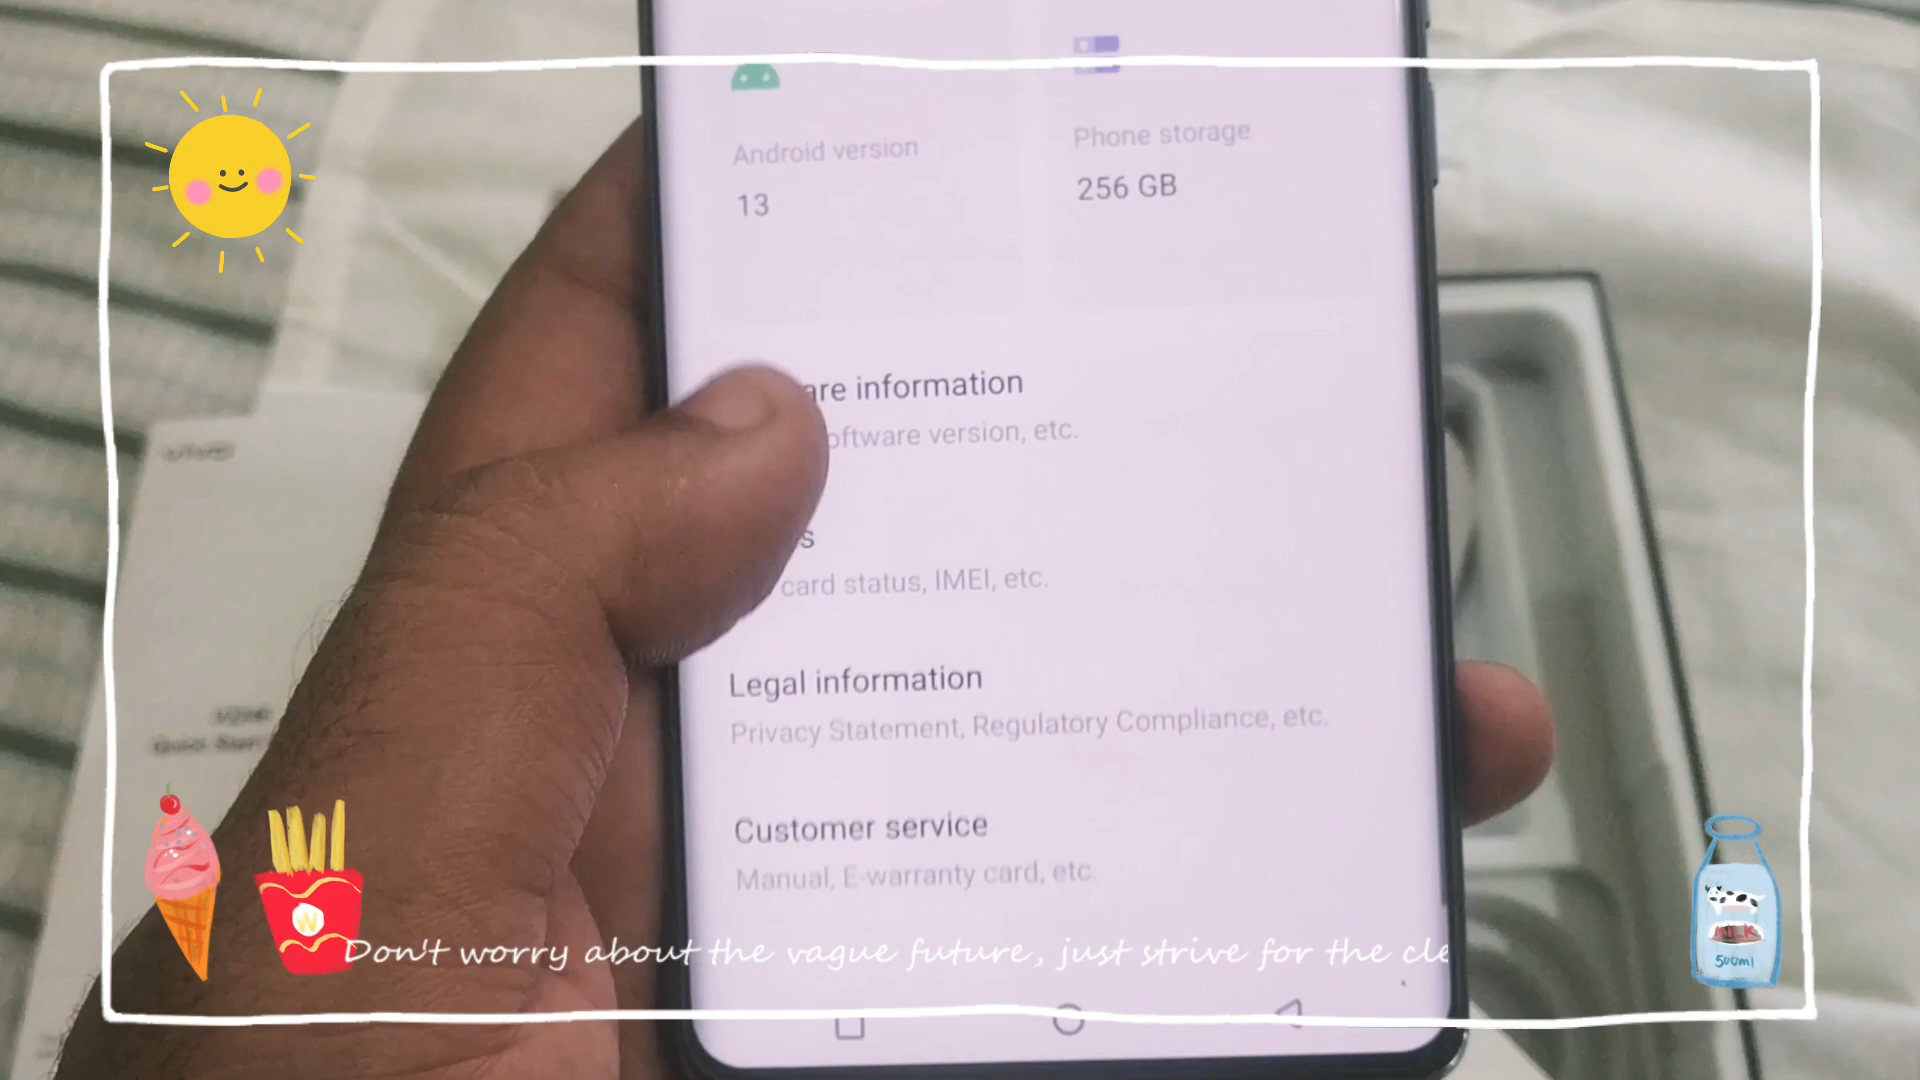 Android version
13
Phone storage
256 GB
are information
oftware version, etc.
s
card status, IMEI, etc.
Legal information
Privacy Statement, Regulatory Compliance, etc.
Customer service
Manual, E-warranty card, etc.
Don't worry about the vague future, just strive for the cle
W
MILK
500ml